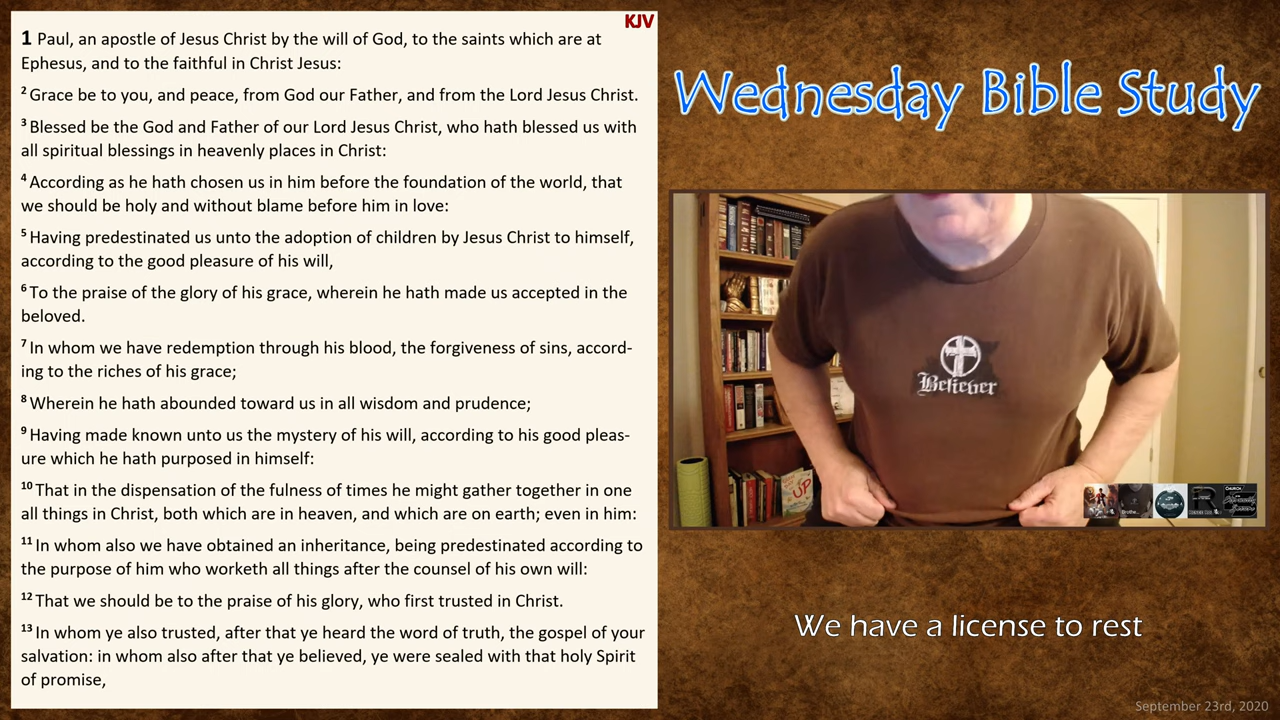 KJV
1 Paul, an apostle of Jesus Christ by the will of God, to the saints which are at
Ephesus, and to the faithful in Christ Jesus:
2 Grace be to you, and peace, from God our Father, and from the Lord Jesus Christ.
3 Blessed be the God and Father of our Lord Jesus Christ, who hath blessed us with
all spiritual blessings in heavenly places in Christ:
4 According as he hath chosen us in him before the foundation of the world, that
we should be holy and without blame before him in love:
5 Having predestinated us unto the adoption of children by Jesus Christ to himself,
according to the good pleasure of his will,
6 To the praise of the glory of his grace, wherein he hath made us accepted in the
beloved.
7 In whom we have redemption through his blood, the forgiveness of sins, accord-
ing to the riches of his grace;
8 Wherein he hath abounded toward us in all wisdom and prudence;
9 Having made known unto us the mystery of his will, according to his good pleas-
ure which he hath purposed in himself:
10 That in the dispensation of the fulness of times he might gather together in one
all things in Christ, both which are in heaven, and which are on earth; even in him:
11 In whom also we have obtained an inheritance, being predestinated according to
the purpose of him who worketh all things after the counsel of his own will:
12 That we should be to the praise of his glory, who first trusted in Christ.
13 In whom ye also trusted, after that ye heard the word of truth, the gospel of your
salvation: in whom also after that ye believed, ye were sealed with that holy Spirit
of promise,
Wednesday Bible Study
Believer
UP
Brothe...
CHURCH
We have a license to rest
September 23rd, 2020